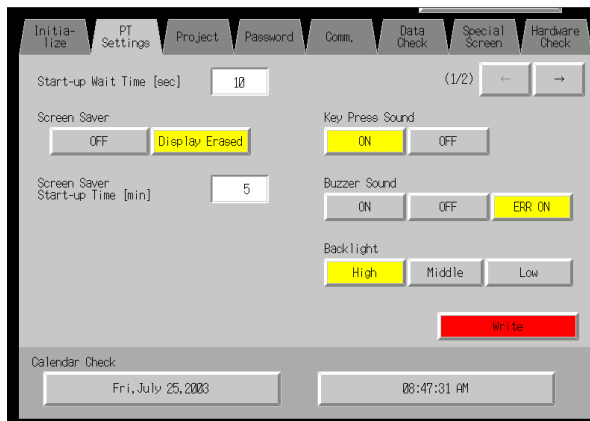 Initia-
lize
PT
Settings
Project
Password
Comm.
Data
Check
Special
Screen
Hardware
Check
Start-up Wait Time [sec] 10 (1/2) ← →
Screen Saver
OFF Display Erased
Key Press Sound
ON OFF
Screen Saver
Start-up Time [min] 5
Buzzer Sound
ON OFF ERR ON
Backlight
High Middle Low
Write
Calendar Check
Fri,July 25,2003 08:47:31 AM